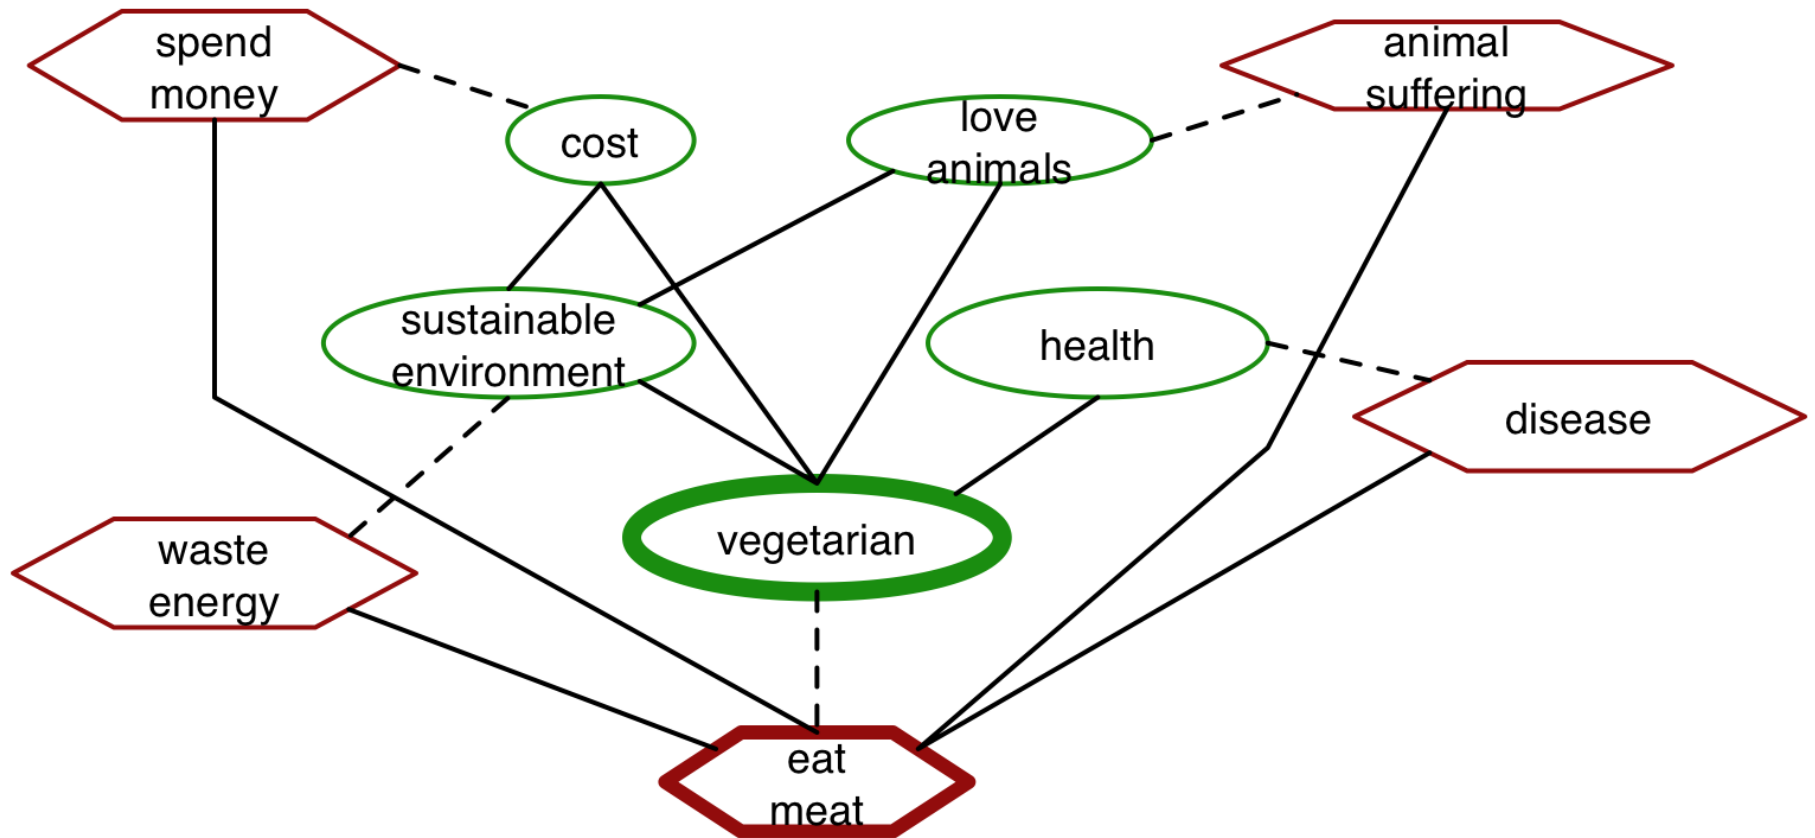 spend
money
animal
suffering
cost
love
animals
sustainable
environment
health
disease
waste
energy
vegetarian
eat
meat